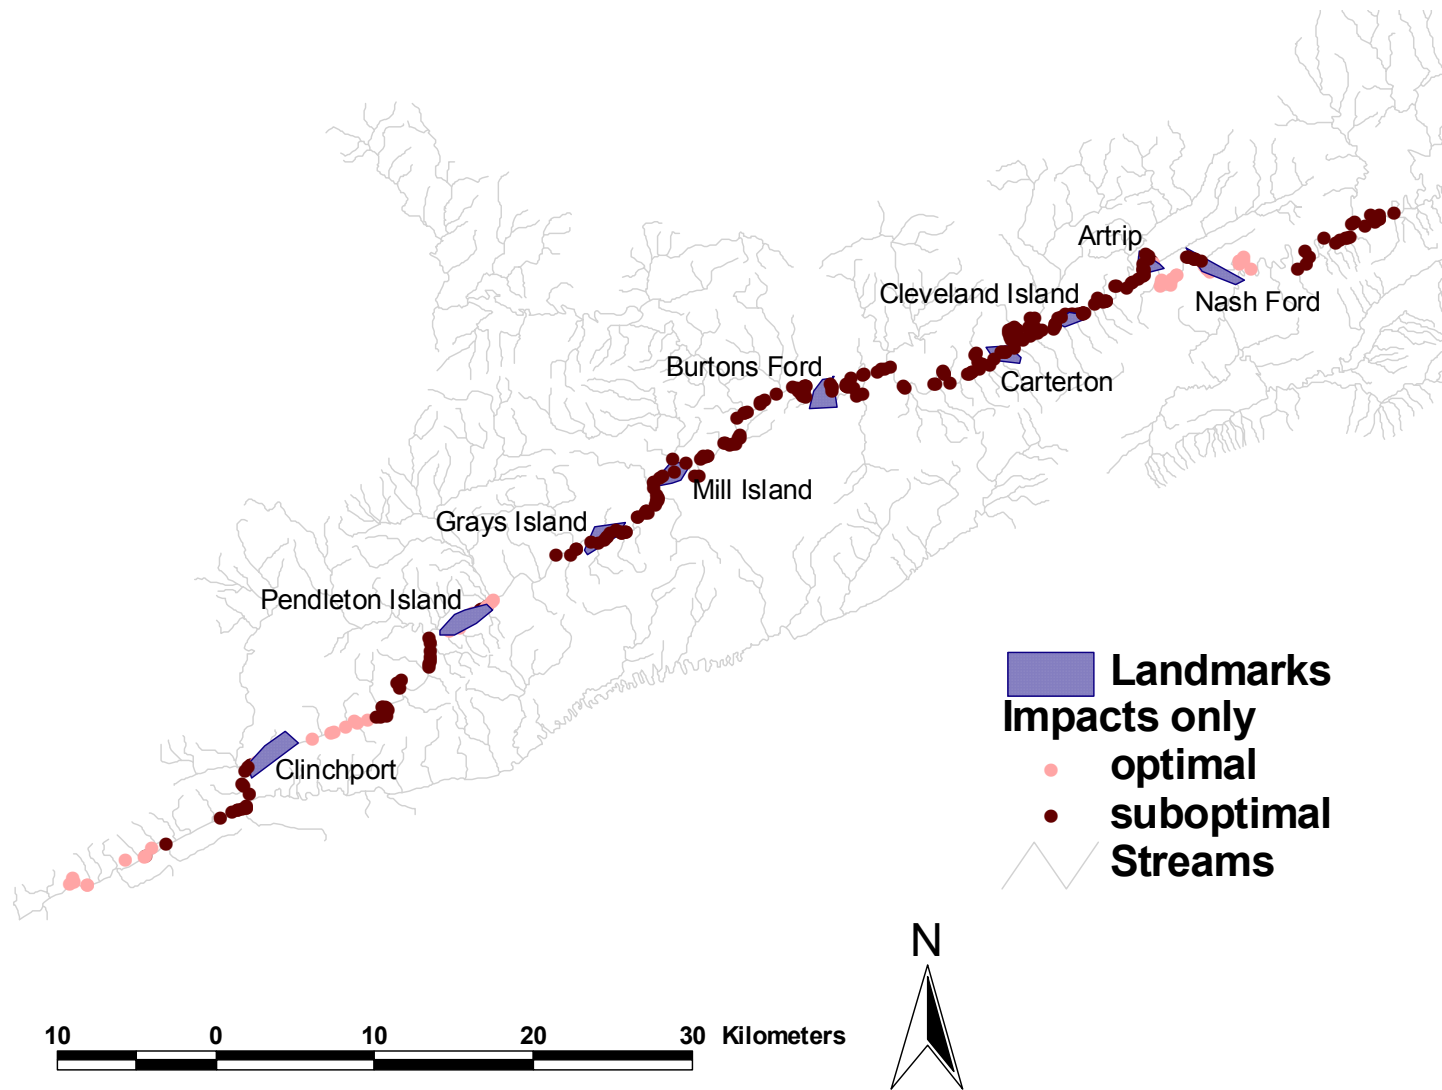 Artrip
Cleveland Island
Nash Ford
Burtons Ford
Carterton
Mill Island
Grays Island
Pendleton Island
Clinchport
Landmarks
Impacts only
optimal
suboptimal
Streams
N
10 0 10 20 30 Kilometers